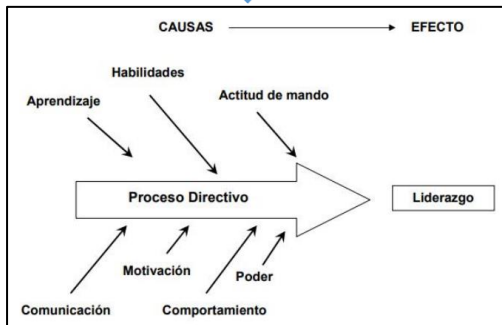 CAUSAS EFECTO
Habilidades
Aprendizaje
Actitud de mando
Proceso Directivo
Liderazgo
Motivación
Poder
Comunicación
Comportamiento